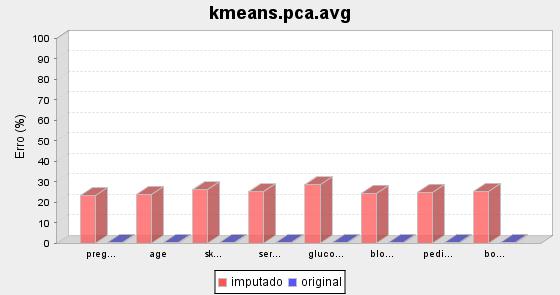 kmeans.pca.avg
100
90
80
70
60
50
40
30
20
10
0
Erro (%)
preg... age sk... ser... gluco... blo... pedi... bo...
imputado original